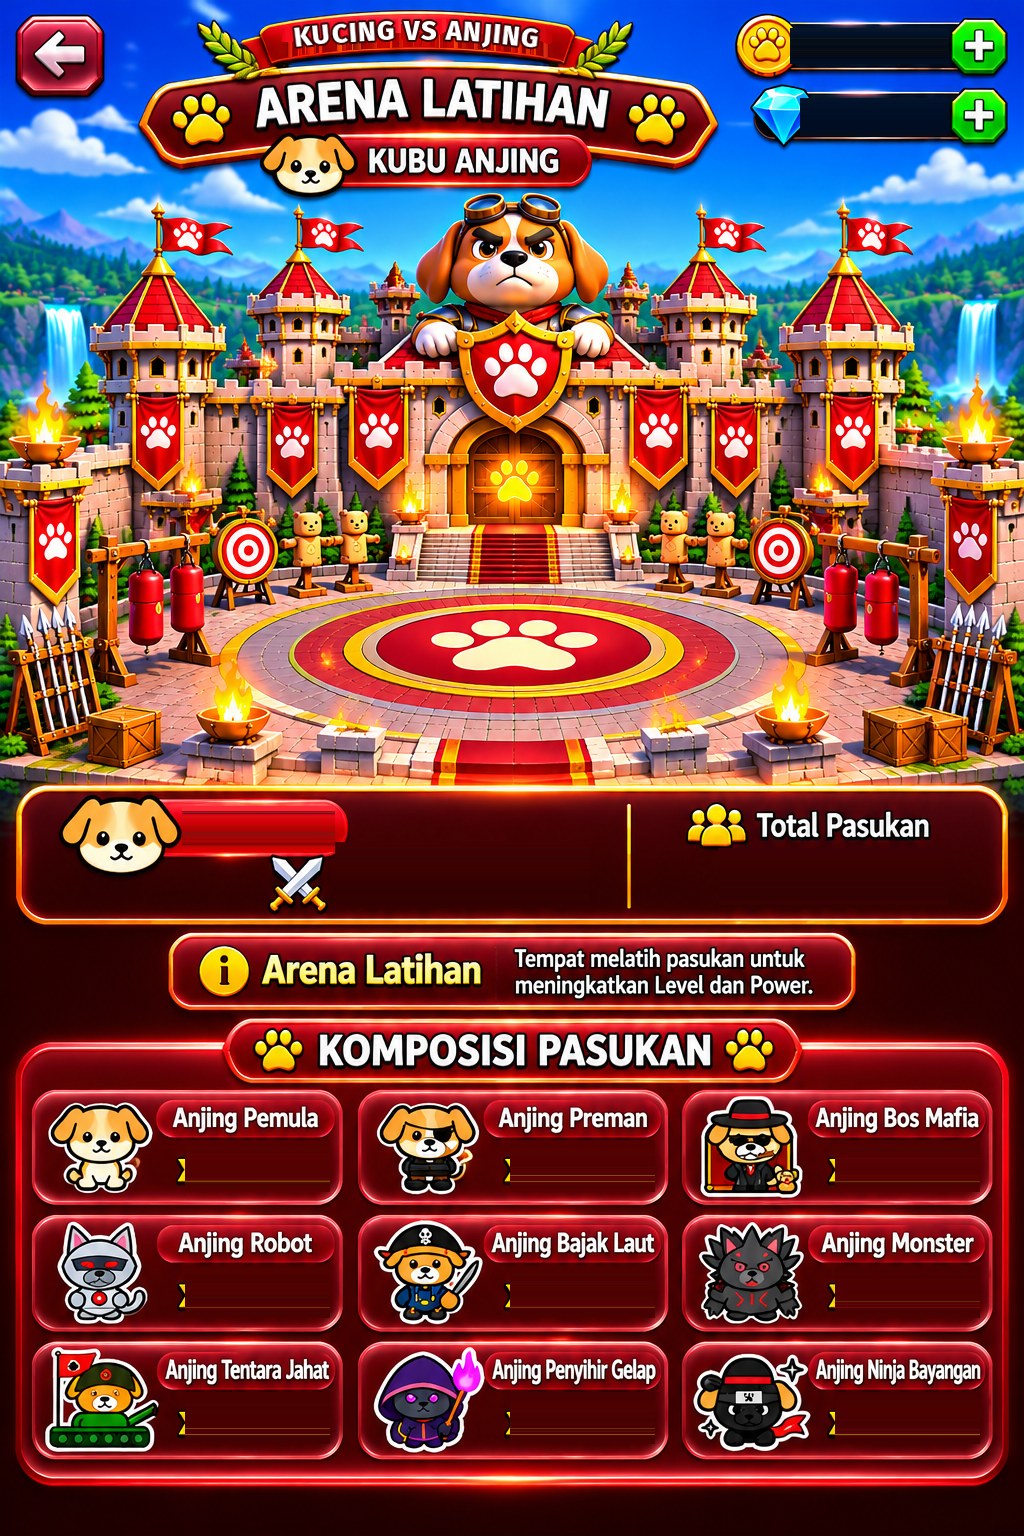 KUCING VS ANJING
ARENA LATIHAN
KUBU ANJING
Total Pasukan
Arena Latihan
Tempat melatih pasukan untuk
meningkatkan Level dan Power.
KOMPOSISI PASUKAN
Anjing Pemula
Anjing Preman
Anjing Bos Mafia
Anjing Robot
Anjing Bajak Laut
Anjing Monster
Anjing Tentara Jahat
Anjing Penyihir Gelap
Anjing Ninja Bayangan